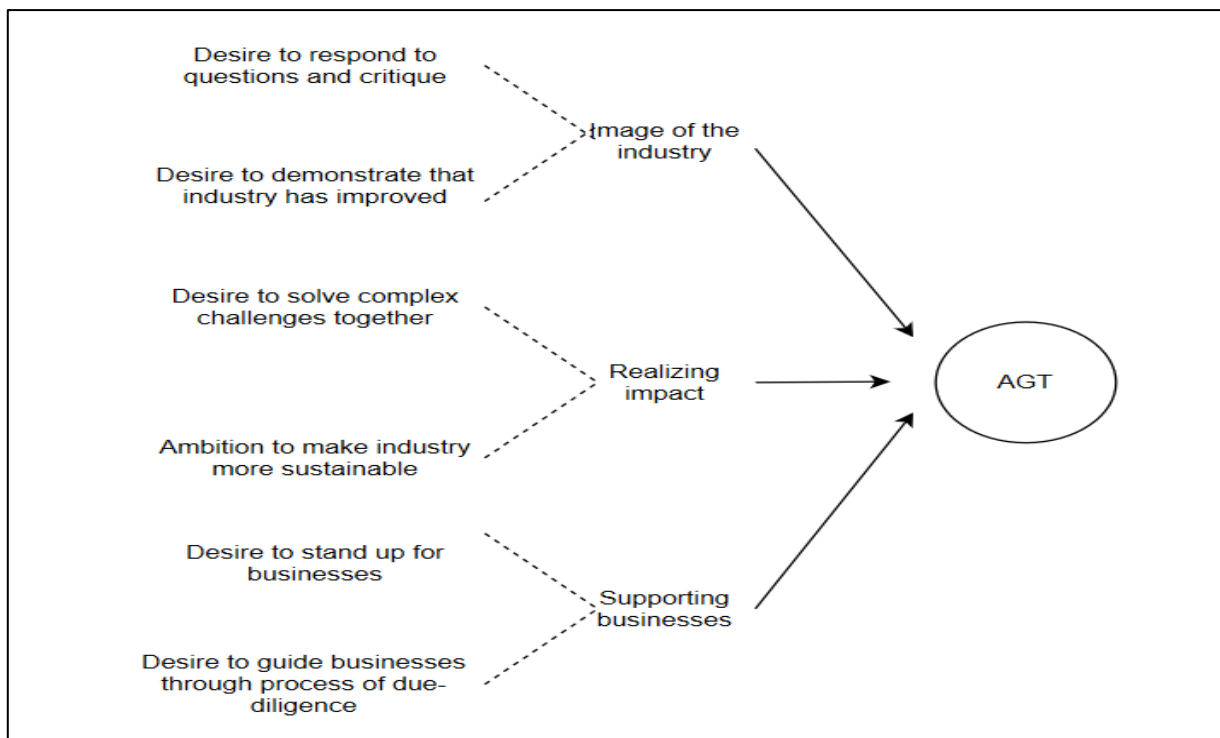 Desire to respond to
questions and critique
Image of the
industry
Desire to demonstrate that
industry has improved
Desire to solve complex
challenges together
Realizing
impact
AGT
Ambition to make industry
more sustainable
Desire to stand up for
businesses
Supporting
businesses
Desire to guide businesses
through process of due-
diligence